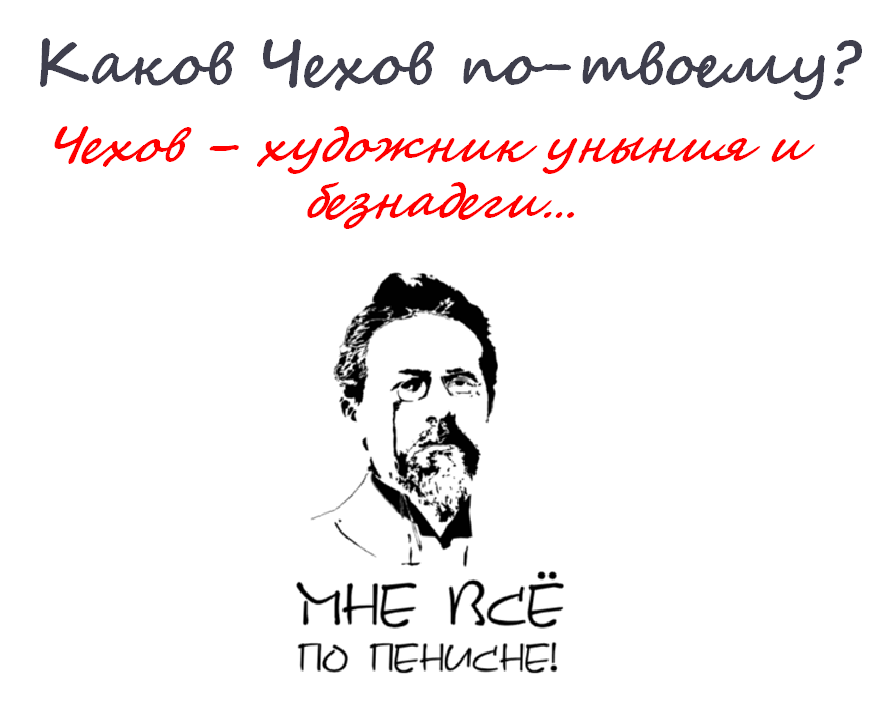 Каков Чехов по-твоему?
Чехов – художник уныния и
безнадеги...
МНЕ ВСЁ
ПО ПЕНИСНЕ!